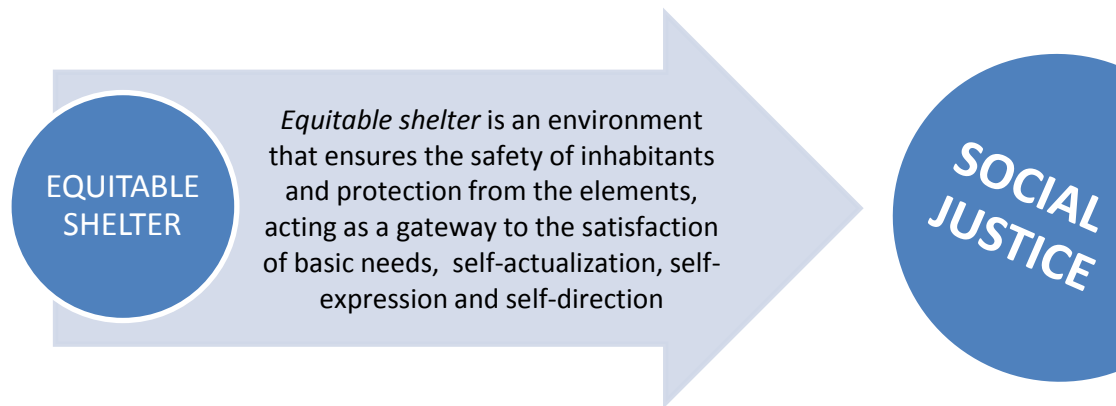 EQUITABLE
SHELTER
Equitable shelter is an environment
that ensures the safety of inhabitants
and protection from the elements,
acting as a gateway to the satisfaction
of basic needs,  self-actualization, self-
expression and self-direction
SOCIAL
JUSTICE